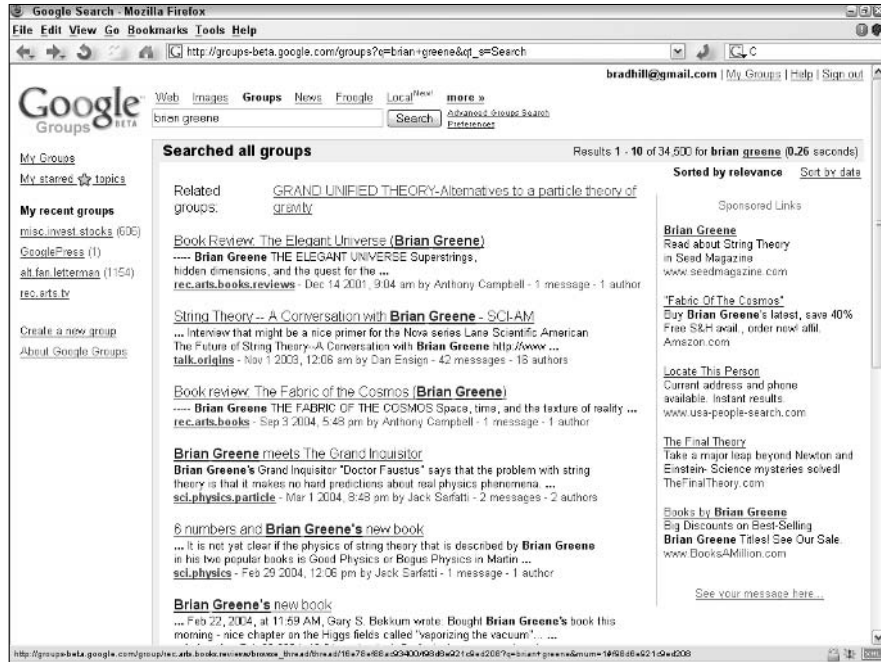 Google Search - Mozilla Firefox
File Edit View Go Bookmarks Tools Help
http://groups-beta.google.com/groups?q=brian+greene&qt_s=Search
C
bradhill@gmail.com | My Groups | Help | Sign out
Google Groups BETA
Web Images Groups News Froogle Local New! more »
brian greene
Search
Advanced Groups Search
Preferences
My Groups
My starred topics
My recent groups
misc.invest.stocks (606)
GooglePress (1)
alt.fan.letterman (1154)
rec.arts.tv
Create a new group
About Google Groups
Searched all groups
Results 1 - 10 of 34,500 for brian greene (0.26 seconds)
Sorted by relevance Sort by date
Related groups:
GRAND UNIFIED THEORY-Alternatives to a particle theory of
gravity
Book Review: The Elegant Universe (Brian Greene)
----- Brian Greene THE ELEGANT UNIVERSE Superstrings,
hidden dimensions, and the quest for the ...
rec.arts.books.reviews - Dec 14 2001, 9:04 am by Anthony Campbell - 1 message - 1 author
String Theory -- A Conversation with Brian Greene - SCI-AM
... Interview that might be a nice primer for the Nova series Lane Scientific American
The Future of String Theory--A Conversation with Brian Greene http://www ...
talk.origins - Nov 1 2003, 12:06 am by Dan Ensign - 42 messages - 16 authors
Book review: The Fabric of the Cosmos (Brian Greene)
----- Brian Greene THE FABRIC OF THE COSMOS Space, time, and the texture of reality ...
rec.arts.books - Sep 3 2004, 5:48 pm by Anthony Campbell - 1 message - 1 author
Brian Greene meets The Grand Inquisitor
Brian Greene's Grand Inquisitor "Doctor Faustus" says that the problem with string
theory is that it makes no hard predictions about real physics phenomena. ...
sci.physics.particle - Mar 1 2004, 8:48 pm by Jack Sarfatti - 2 messages - 2 authors
6 numbers and Brian Greene's new book
... It is not yet clear if the physics of string theory that is described by Brian Greene
in his two popular books is Good Physics or Bogus Physics in Martin ...
sci.physics - Feb 29 2004, 12:06 pm by Jack Sarfatti - 1 message - 1 author
Brian Greene's new book
... Feb 22, 2004, at 11:59 AM, Gary S. Bekkum wrote: Bought Brian Greene's book this
morning - nice chapter on the Higgs fields called "vaporizing the vacuum"... ...
Sponsored Links
Brian Greene
Read about String Theory
in Seed Magazine
www.seedmagazine.com
"Fabric Of The Cosmos"
Buy Brian Greene's latest, save 40%
Free S&H avail., order now! affil.
Amazon.com
Locate This Person
Current address and phone
available. Instant results.
www.usa-people-search.com
The Final Theory
Take a major leap beyond Newton and
Einstein- Science mysteries solved!
TheFinalTheory.com
Books by Brian Greene
Big Discounts on Best-Selling
Brian Greene Titles! See Our Sale.
www.BooksAMillion.com
See your message here...